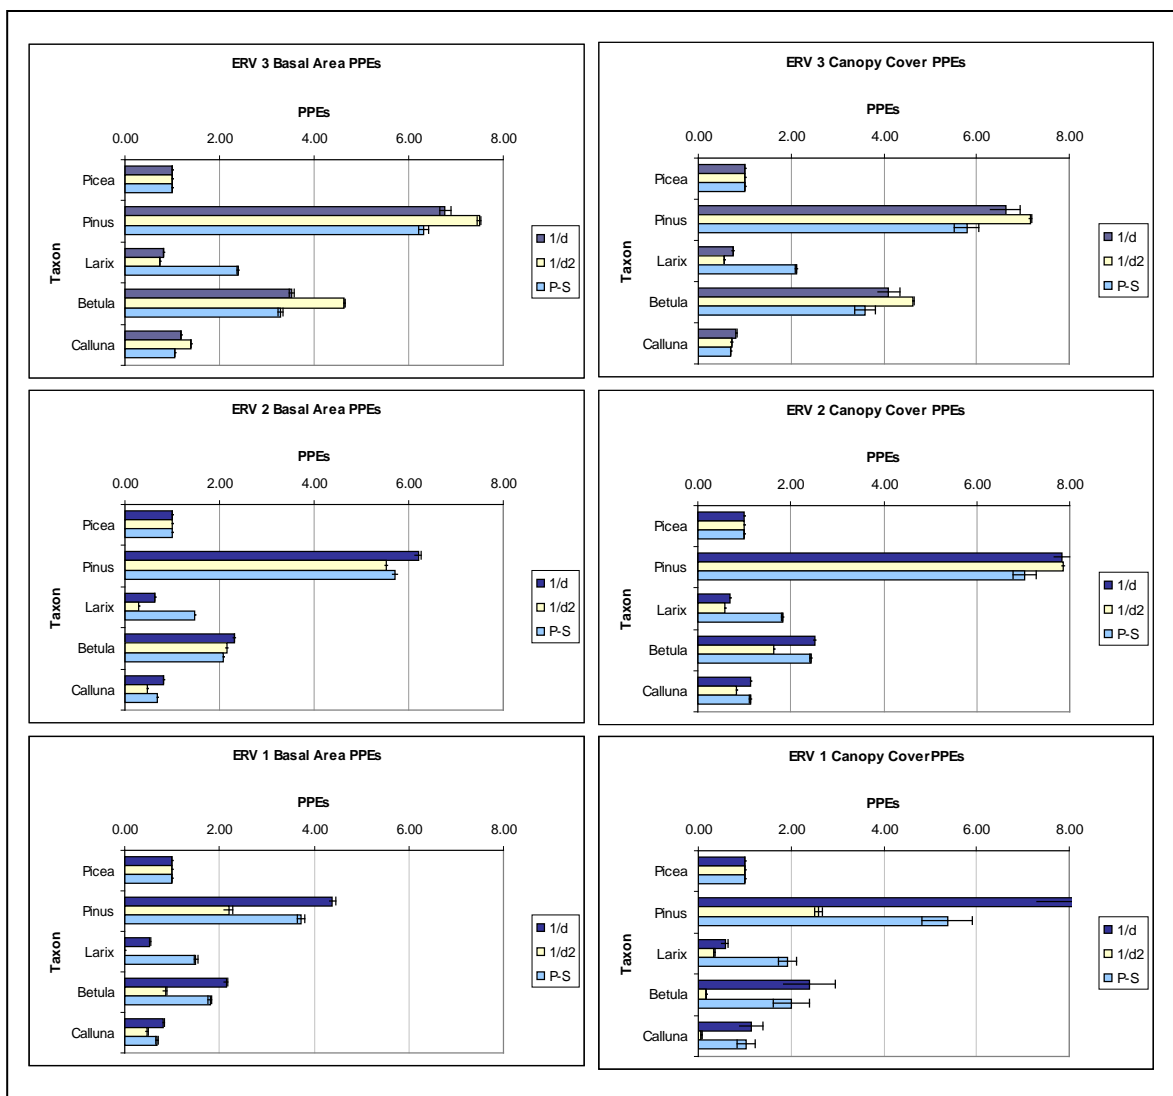 ERV 3 Basal Area PPEs
PPEs
0.00 2.00 4.00 6.00 8.00
Taxon
Picea
Pinus
Larix
Betula
Calluna
1/d
1/d2
P-S
ERV 3 Canopy Cover PPEs
PPEs
0.00 2.00 4.00 6.00 8.00
Taxon
Picea
Pinus
Larix
Betula
Calluna
1/d
1/d2
P-S
ERV 2 Basal Area PPEs
PPEs
0.00 2.00 4.00 6.00 8.00
Taxon
Picea
Pinus
Larix
Betula
Calluna
1/d
1/d2
P-S
ERV 2 Canopy Cover PPEs
PPEs
0.00 2.00 4.00 6.00 8.00
Taxon
Picea
Pinus
Larix
Betula
Calluna
1/d
1/d2
P-S
ERV 1 Basal Area PPEs
PPEs
0.00 2.00 4.00 6.00 8.00
Taxon
Picea
Pinus
Larix
Betula
Calluna
1/d
1/d2
P-S
ERV 1 Canopy Cover PPEs
PPEs
0.00 2.00 4.00 6.00 8.00
Taxon
Picea
Pinus
Larix
Betula
Calluna
1/d
1/d2
P-S